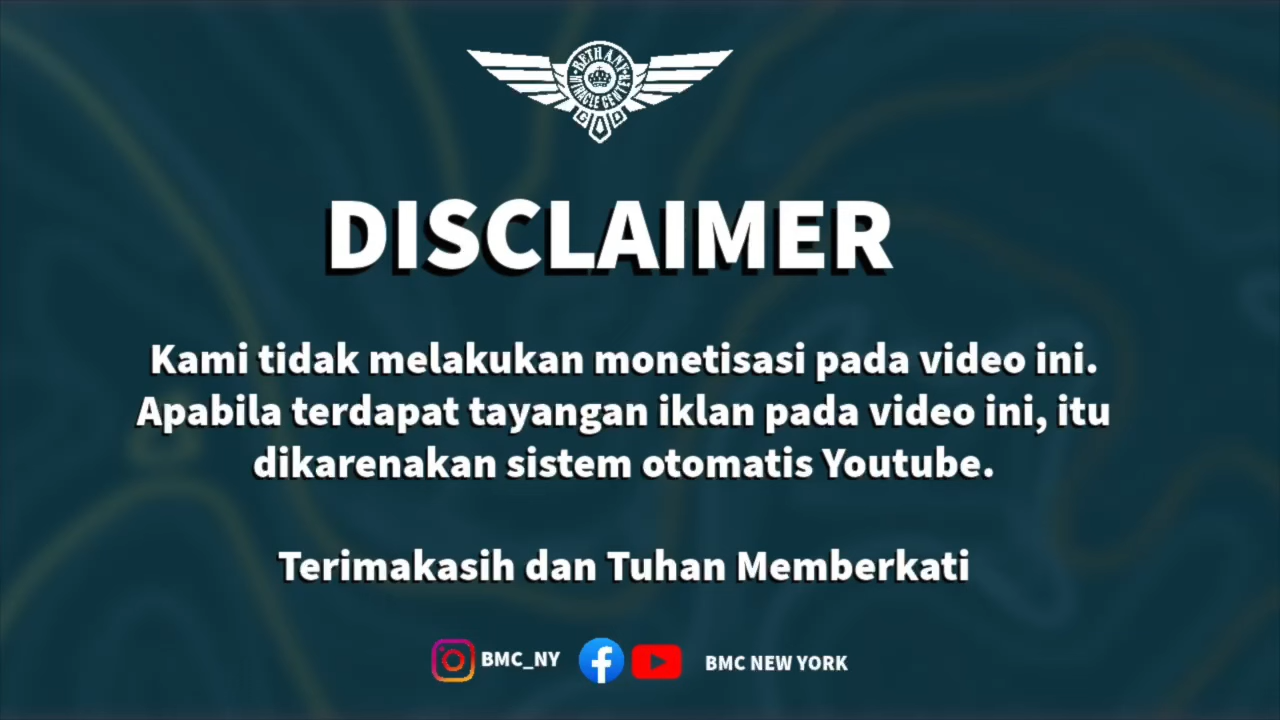 BETHANY
MIRACLE CENTER
DISCLAIMER
Kami tidak melakukan monetisasi pada video ini.
Apabila terdapat tayangan iklan pada video ini, itu
dikarenakan sistem otomatis Youtube.
Terimakasih dan Tuhan Memberkati
BMC_NY
BMC NEW YORK